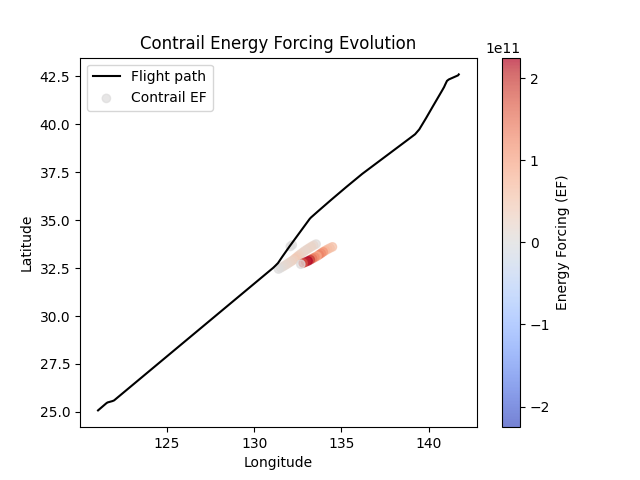 Contrail Energy Forcing Evolution
1e11
Flight path
Contrail EF
42.5
40.0
37.5
35.0
32.5
30.0
27.5
25.0
Latitude
125
130
135
140
Longitude
2
1
0
−1
−2
Energy Forcing (EF)